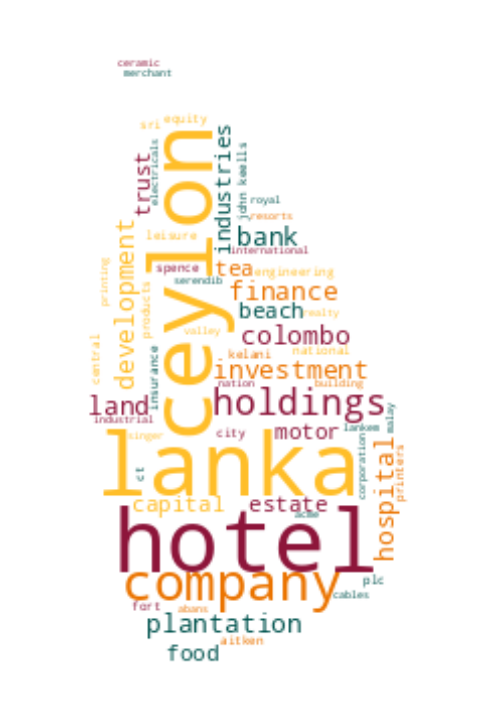 ceramic
merchant
equity
sri
ceylon
industries
electricals
trust
john keells
royal
resorts
development
leisure
bank
international
spence
tea
engineering
serendib
printing
products
finance
beach
realty
valley
colombo
central
insurance
kelani
national
investment
nation
building
land
holdings
industrial
malay
singer
city
motor
lankem
lanka
ct
corporation
hospital
printers
capital
estate
acme
hotel
company
plc
cables
fort
abans
plantation
aitken
food